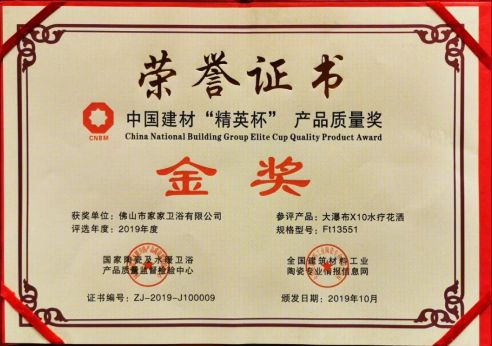 荣誉证书
CNBM
中国建材“精英杯” 产品质量奖
China National Building Group Elite Cup Quality Product Award
金奖
获奖单位：佛山市家家卫浴有限公司
参评产品：大瀑布X10水疗花洒
评选年度：2019年度
规格型号：Ft13551
国家陶瓷及水暖卫浴
产品质量监督检验中心
全国建筑材料工业
陶瓷专业情报信息网
证书编号：ZJ-2019-J100009
颁发日期：2019年10月